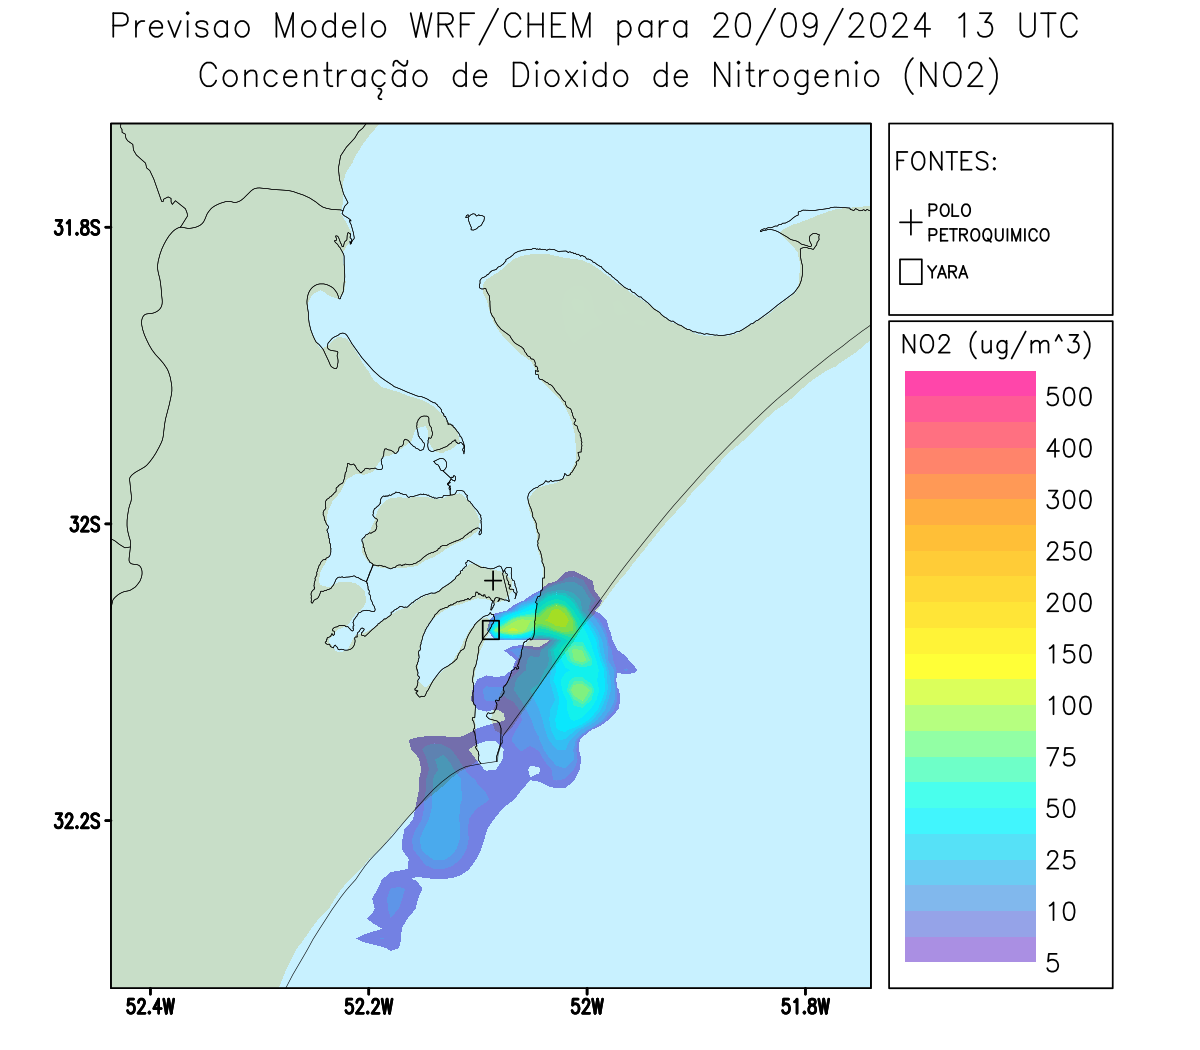 Previsao Modelo WRF/CHEM para 20/09/2024 13 UTC
Concentração de Dioxido de Nitrogenio (NO2)
FONTES:
POLO
PETROQUIMICO
YARA
NO2 (ug/m^3)
500
400
300
250
200
150
100
75
50
25
10
5
31.8S
32S
32.2S
52.4W 52.2W 52W 51.8W